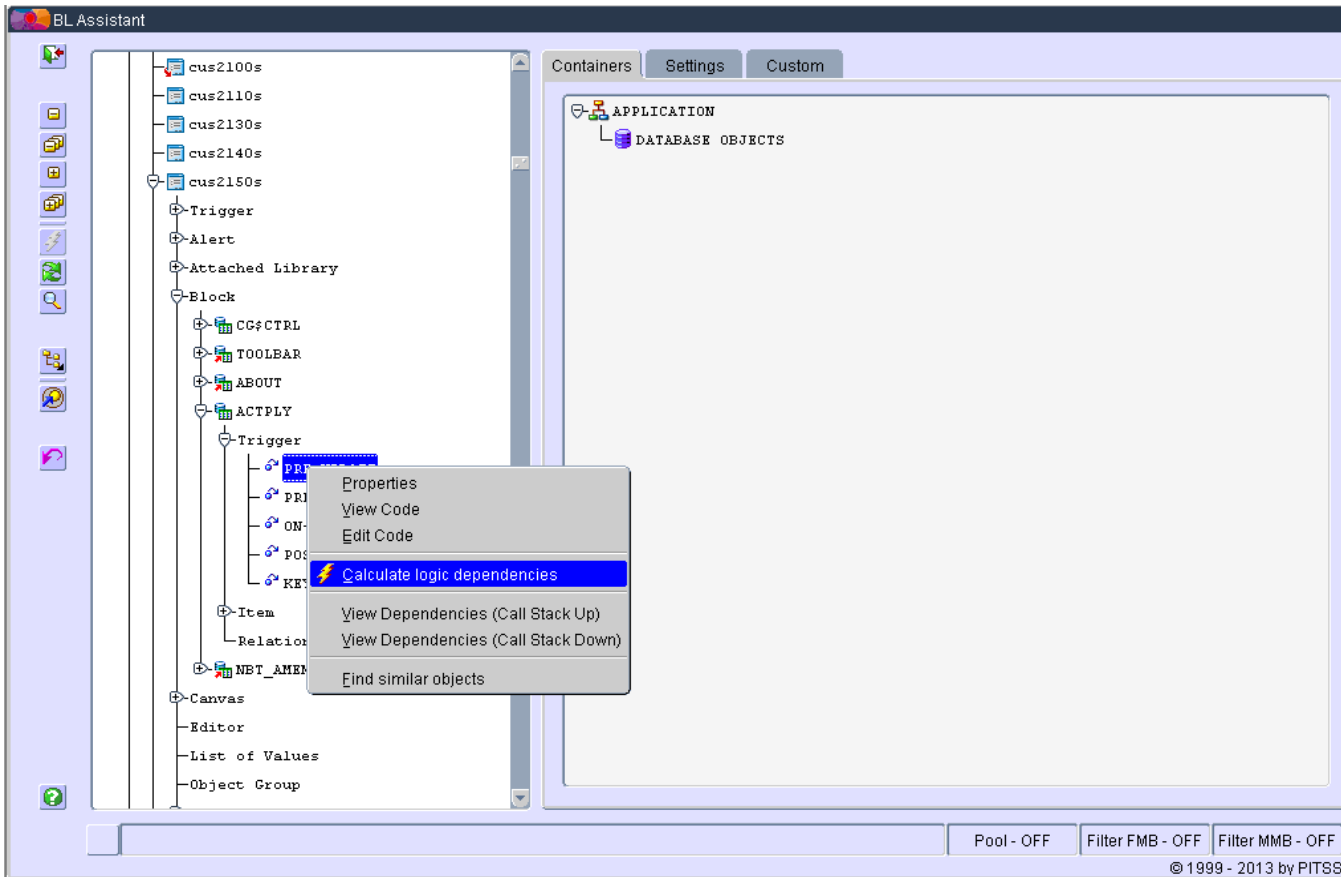 BL Assistant
cus2100s
cus2110s
cus2130s
cus2140s
cus2150s
Trigger
Alert
Attached Library
Block
CG$CTRL
TOOLBAR
ABOUT
ACTPLY
Trigger
Item
Canvas
Editor
List of Values
Object Group
Properties
View Code
Edit Code
Calculate logic dependencies
View Dependencies (Call Stack Up)
View Dependencies (Call Stack Down)
Find similar objects
Containers Settings Custom
APPLICATION
DATABASE OBJECTS
Pool - OFF Filter FMB - OFF Filter MMB - OFF
© 1999 - 2013 by PITSS